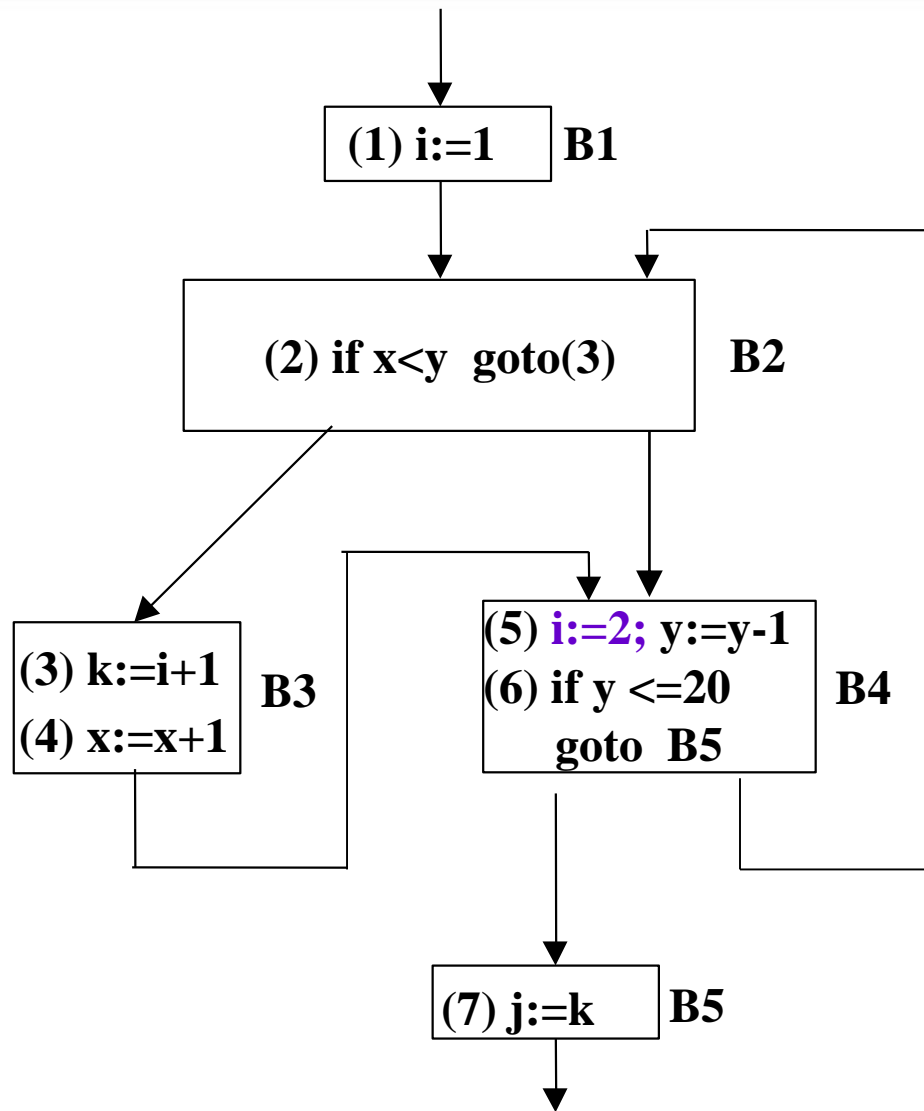 (1) i:=1
B1
(2) if x<y goto(3)
B2
(3) k:=i+1
(4) x:=x+1
B3
(5) i:=2; y:=y-1
(6) if y <=20
goto B5
B4
(7) j:=k
B5